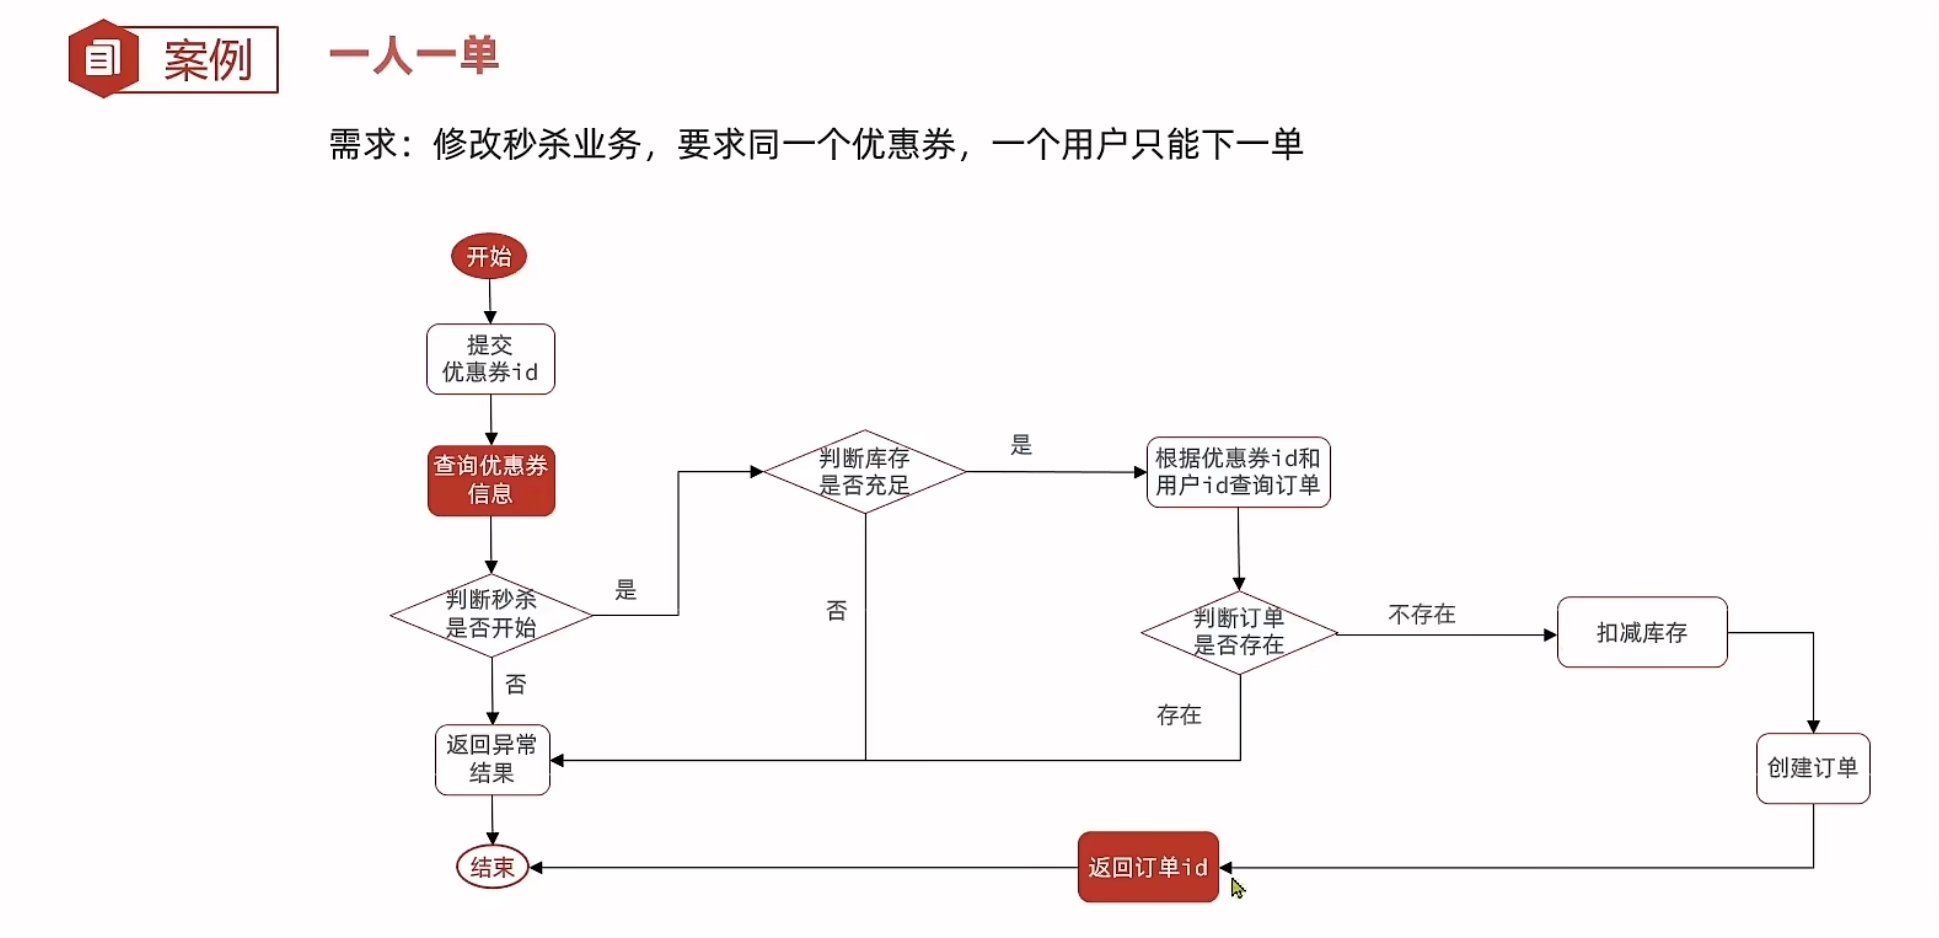 案例
一人一单
需求：修改秒杀业务，要求同一个优惠券，一个用户只能下一单
开始
提交
优惠券id
查询优惠券
信息
判断秒杀
是否开始
是
否
判断库存
是否充足
是
否
根据优惠券id和
用户id查询订单
判断订单
是否存在
不存在
存在
扣减库存
创建订单
返回订单id
返回异常
结果
结束